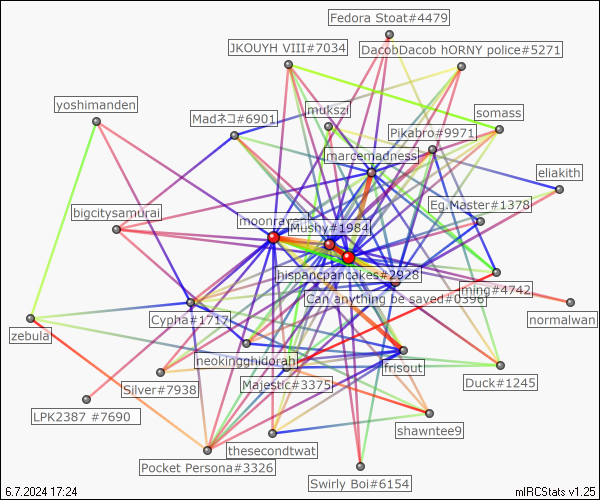 Fedora Stoat#4479
JKOUYH VIII#7034
DacobDacob hORNY police#5271
yoshimanden
mukszi
somass
Madネコ#6901
Pikabro#9971
marcemadness
eliakith
Eg.Master#1378
bigcitysamurai
moonraven
Mushy#1984
hispancpancakes#2928
tming#4742
Can anything be saved#0396
normalwan
Cypha#1717
zebula
neokingghidorah
frisout
Silver#7938
Majestic#3375
Duck#1245
LPK2387 #7690
shawntee9
thesecondtwat
Pocket Persona#3326
Swirly Boi#6154
6.7.2024 17:24
mIRCStats v1.25